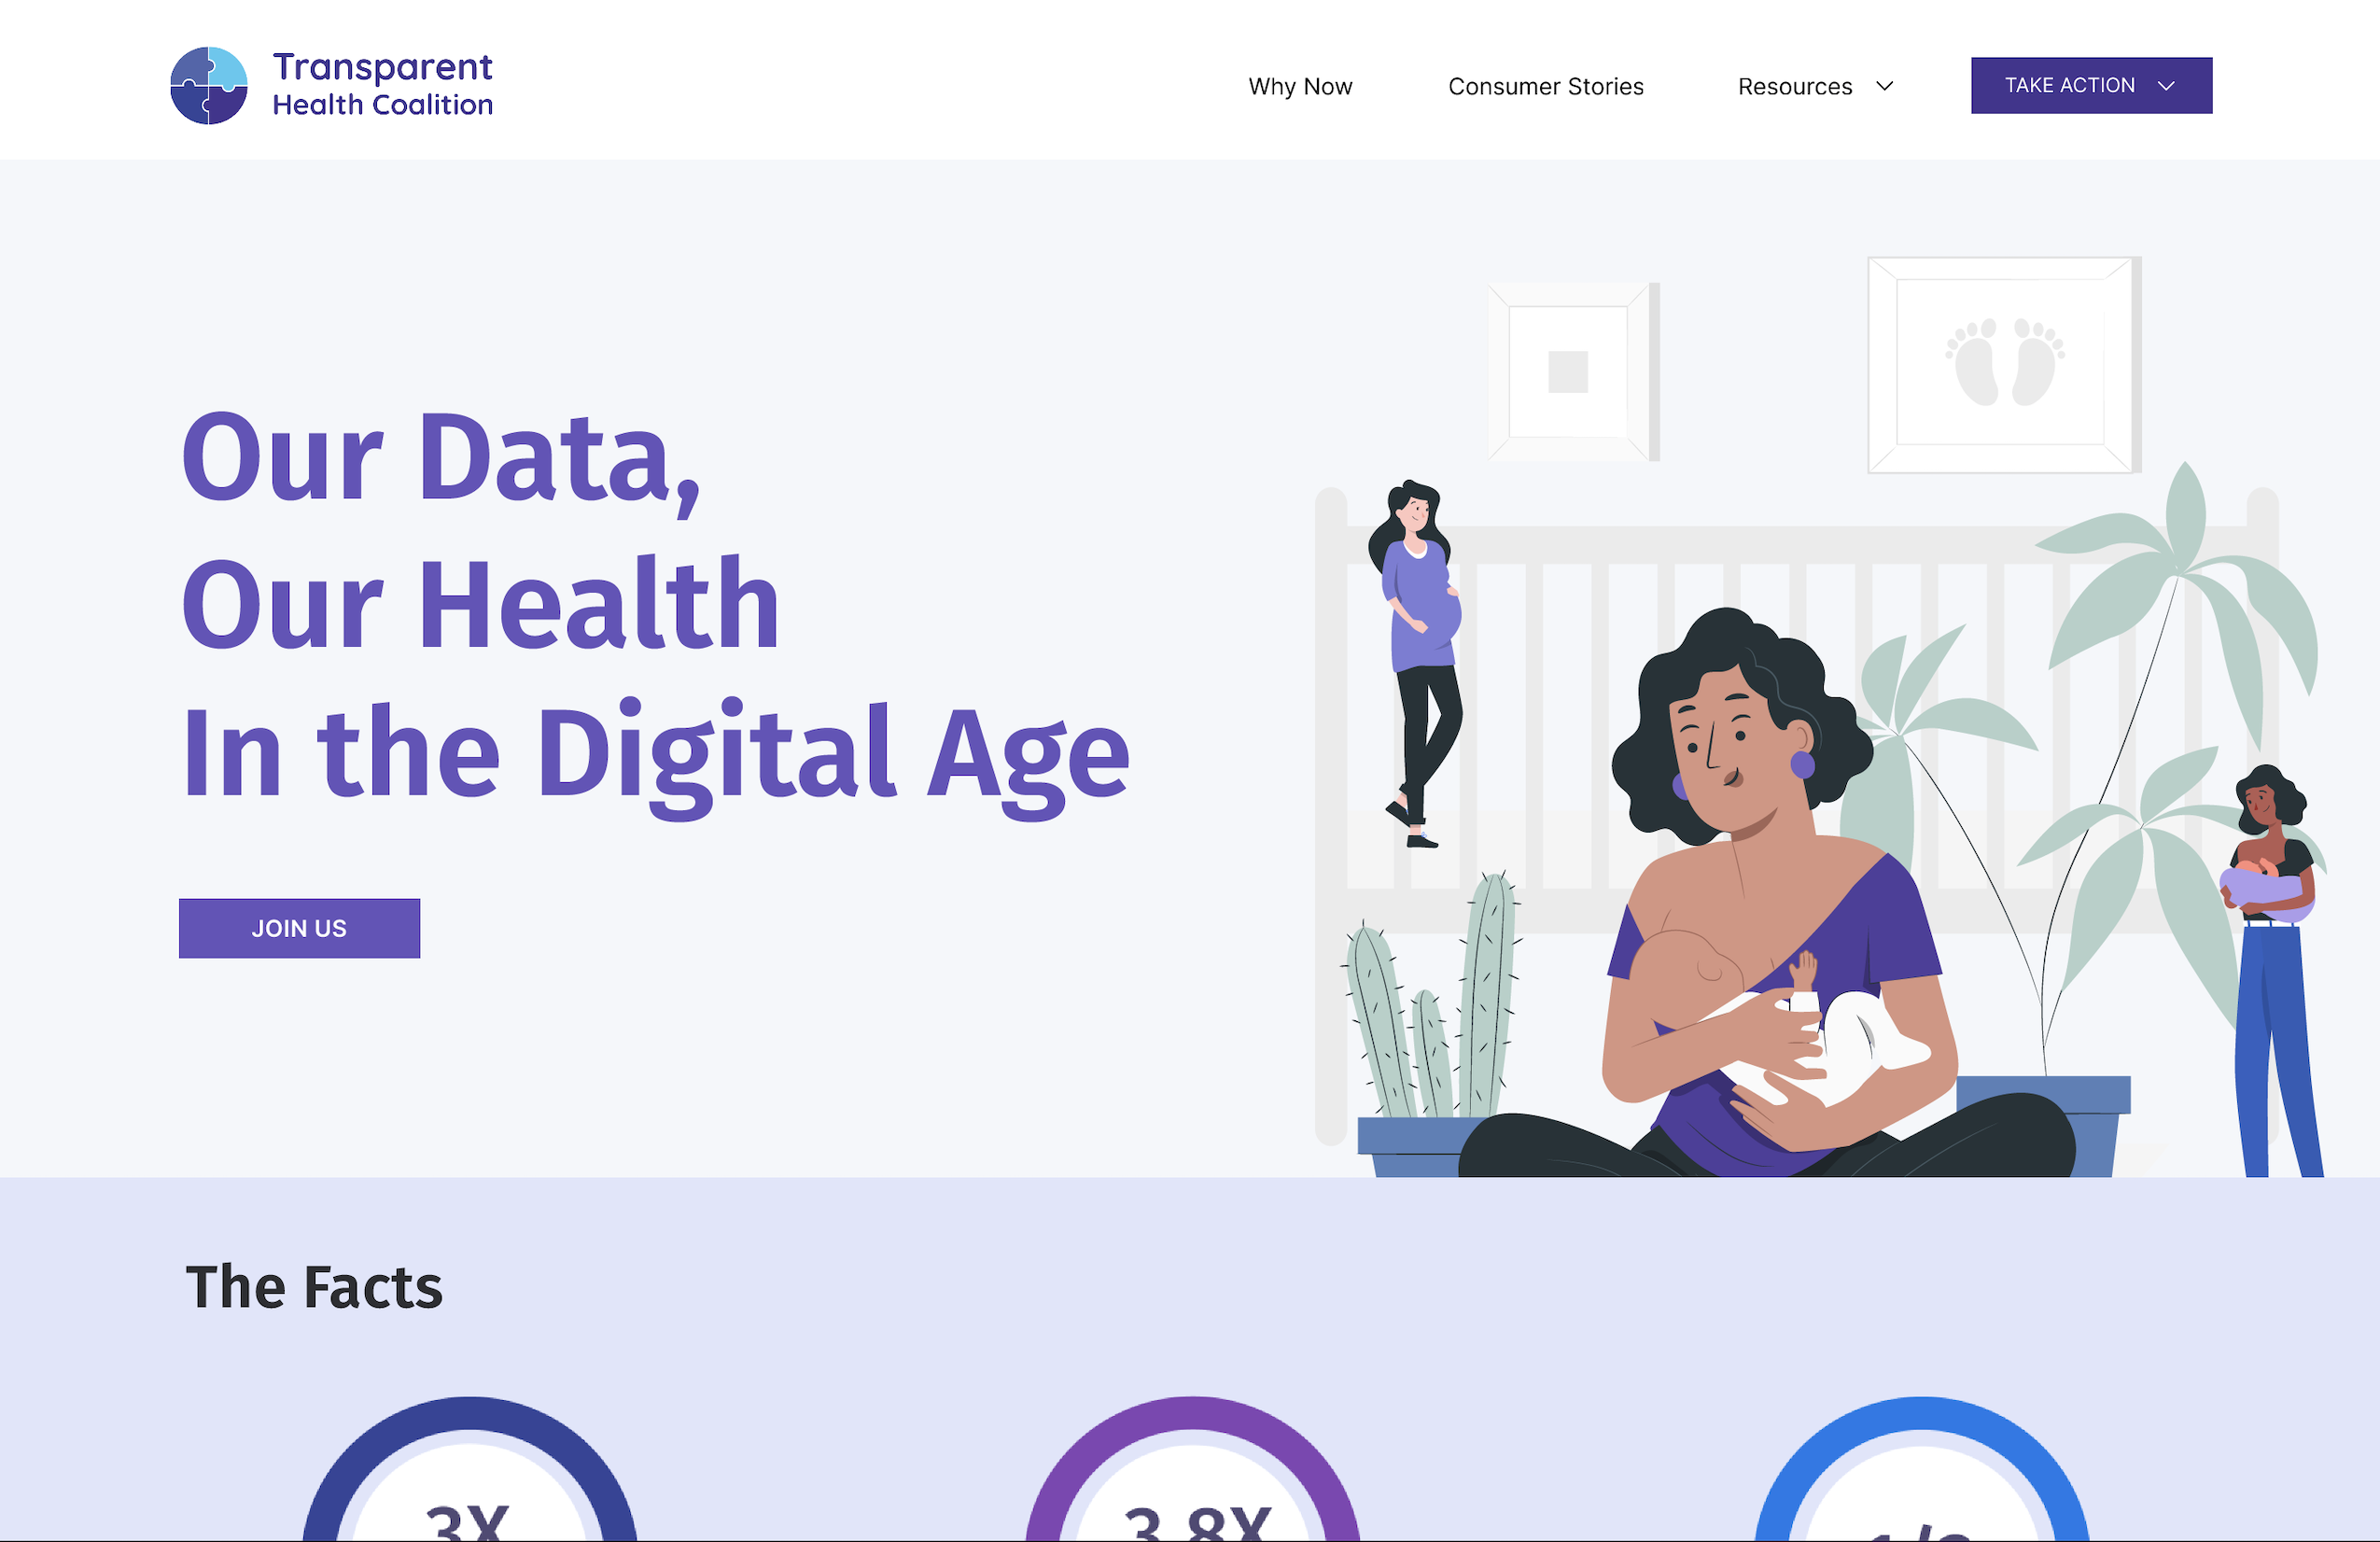 Transparent
Health Coalition
Why Now
Consumer Stories
Resources
TAKE ACTION
Our Data,
Our Health
In the Digital Age
JOIN US
The Facts
3X
3.8X